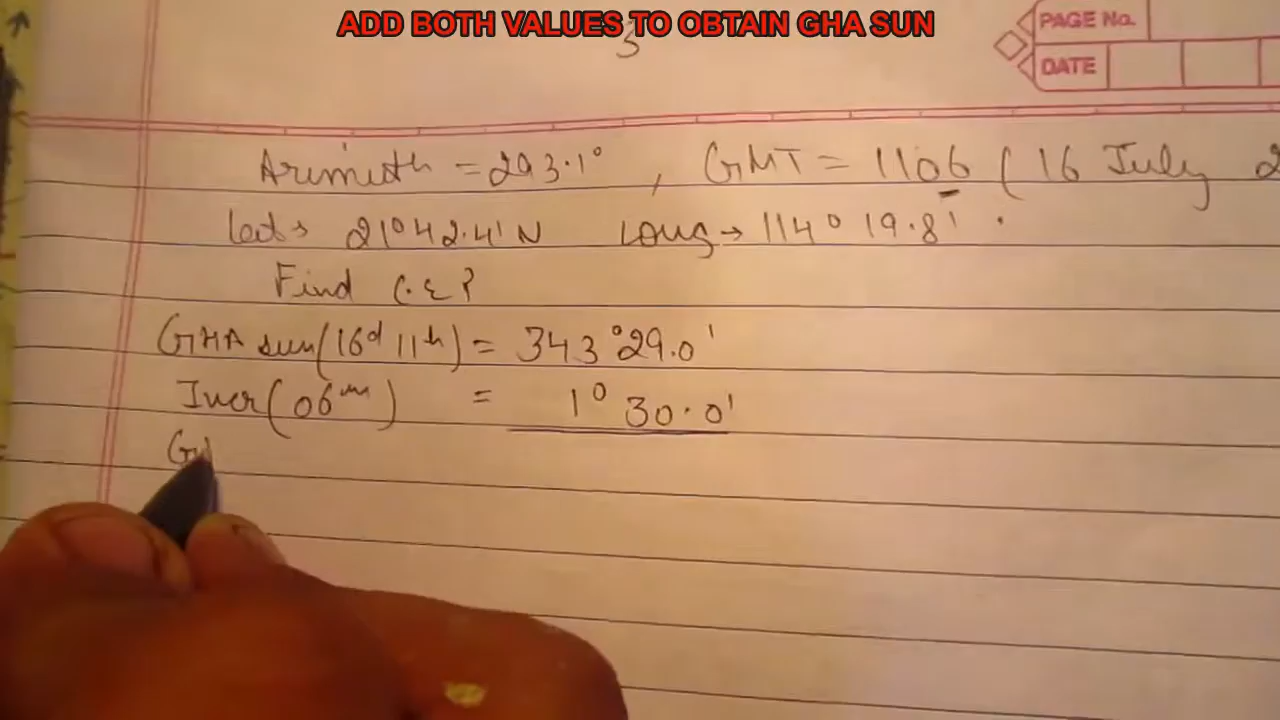 ADD BOTH VALUES TO OBTAIN GHA SUN
PAGE No.
DATE
Azimuth = 293.1° , GMT = 1106 (16 July 2
Lat→ 21°42.4'N Long→ 114° 19.8' .
Find C.E?
GHA sun(16d 11h) = 343°29.0'
Incr(06m) = 1° 30.0'